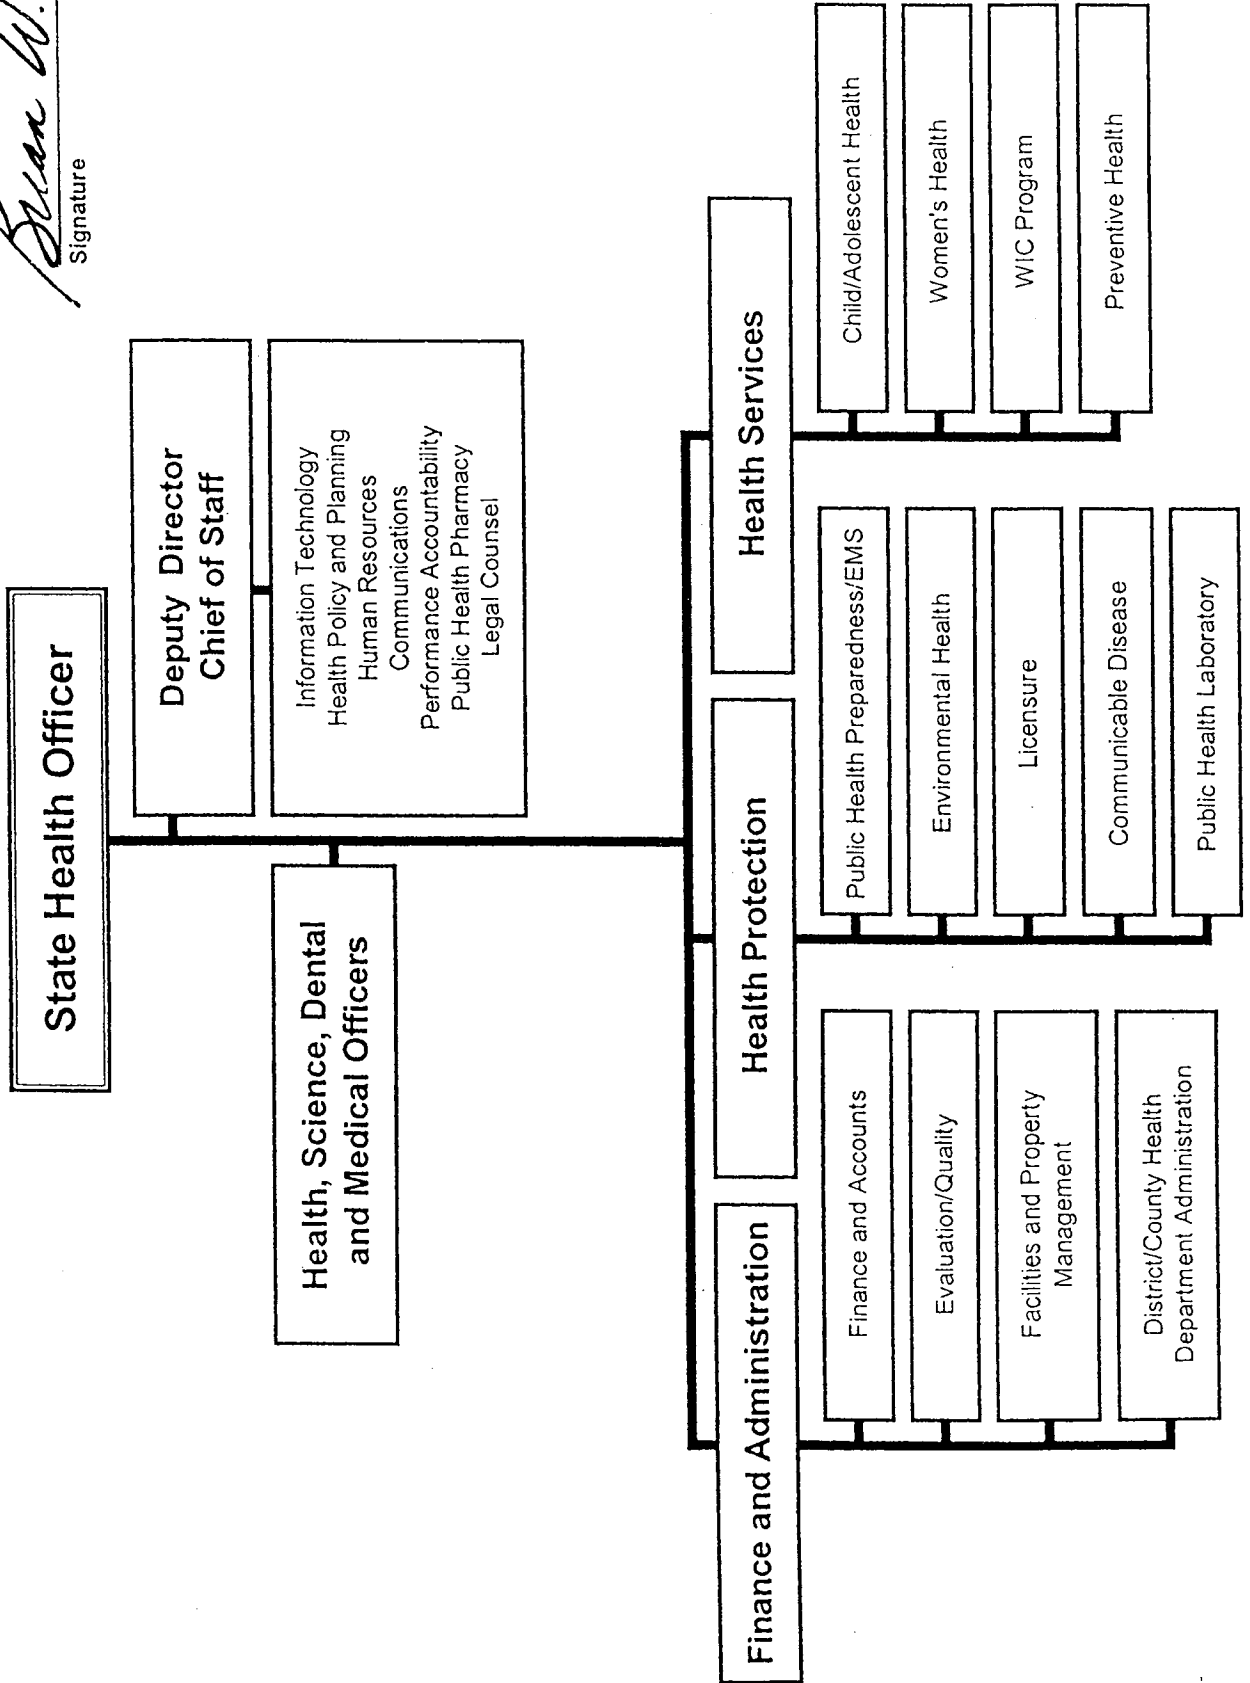 Signature
State Health Officer
Deputy Director
Chief of Staff
Information Technology
Health Policy and Planning
Human Resources
Communications
Performance Accountability
Public Health Pharmacy
Legal Counsel
Health, Science, Dental
and Medical Officers
Finance and Administration
Finance and Accounts
Evaluation/Quality
Facilities and Property
Management
District/County Health
Department Administration
Health Protection
Public Health Preparedness/EMS
Environmental Health
Licensure
Communicable Disease
Public Health Laboratory
Health Services
Child/Adolescent Health
Women's Health
WIC Program
Preventive Health